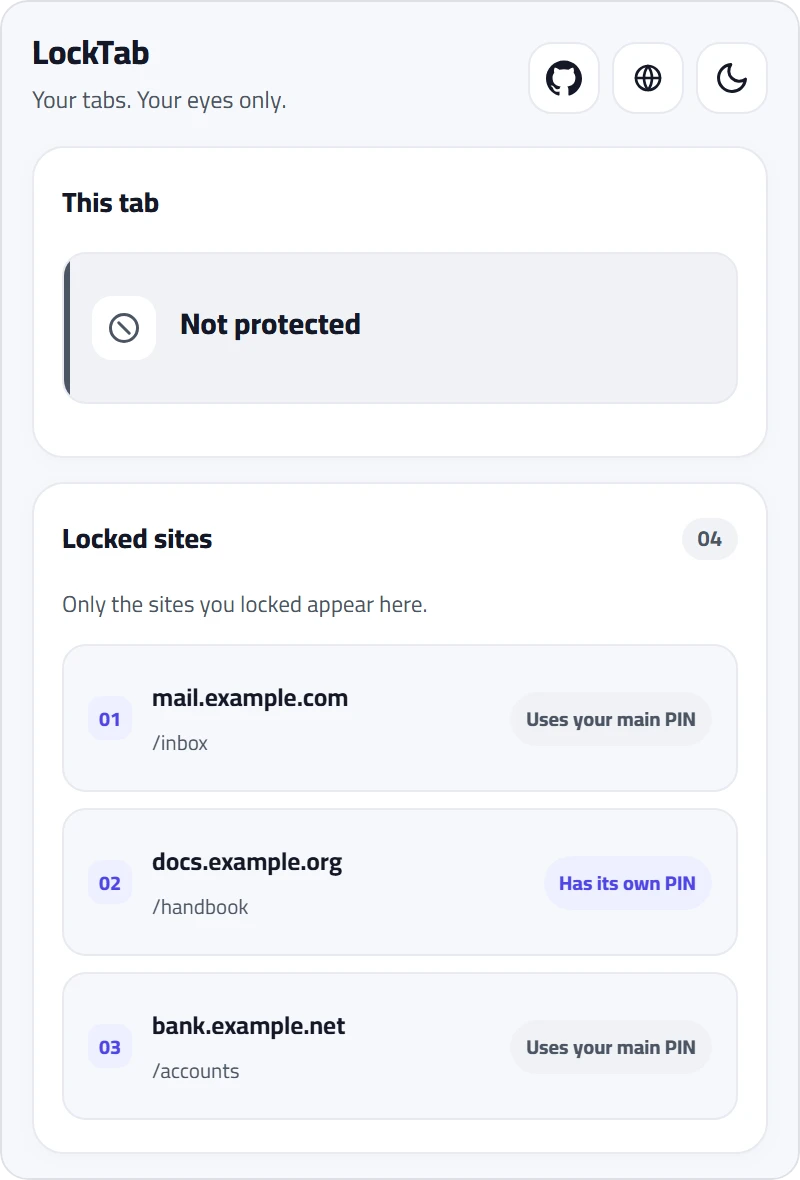 LockTab
Your tabs. Your eyes only.
This tab
Not protected
Locked sites
04
Only the sites you locked appear here.
01
mail.example.com
/inbox
Uses your main PIN
02
docs.example.org
/handbook
Has its own PIN
03
bank.example.net
/accounts
Uses your main PIN